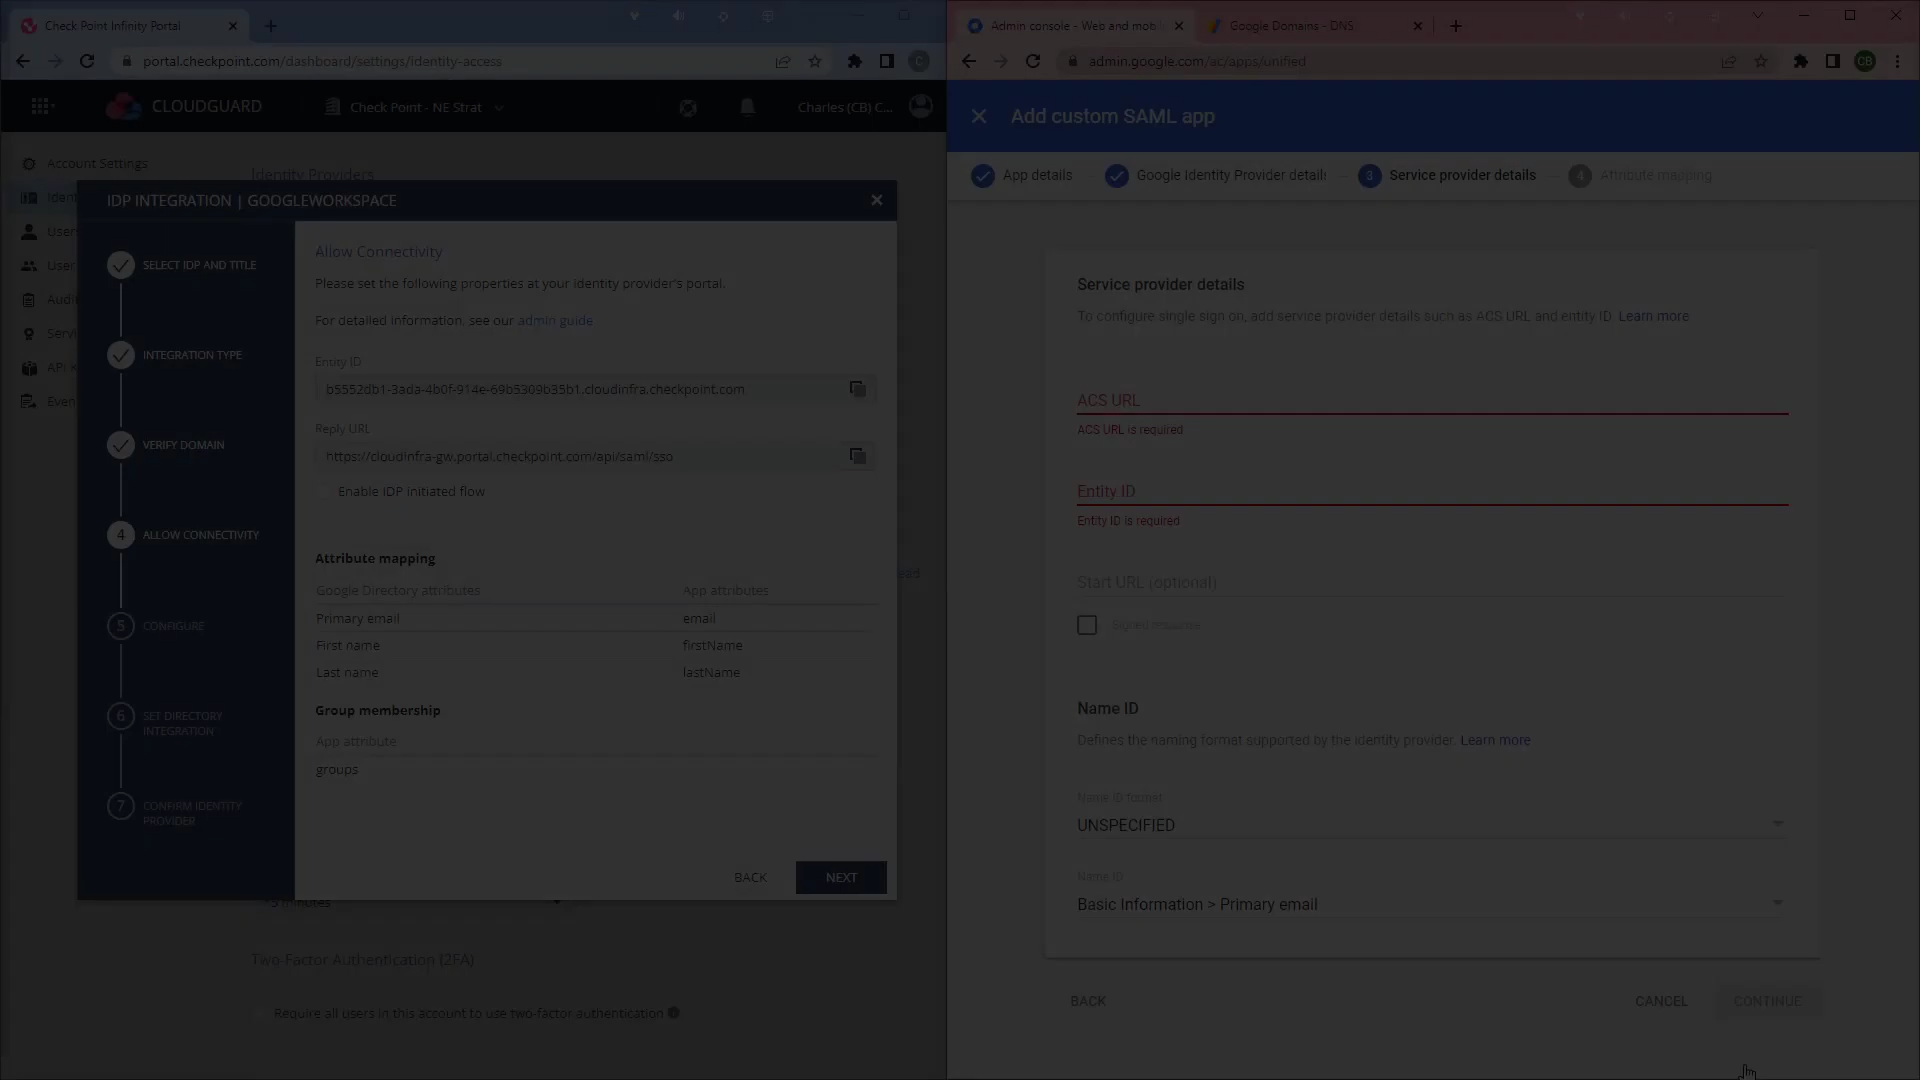 Check Point Infinity Portal
portal.checkpoint.com/dashboard/settings/identity-access
CLOUDGUARD
Check Point - NE Strat
Charles (CB) C...
Account Settings
Identity Providers
IDP INTEGRATION | GOOGLEWORKSPACE
SELECT IDP AND TITLE
INTEGRATION TYPE
VERIFY DOMAIN
4 ALLOW CONNECTIVITY
5 CONFIGURE
6 SET DIRECTORY
INTEGRATION
7 CONFIRM IDENTITY
PROVIDER
Allow Connectivity
Please set the following properties at your identity provider's portal.
For detailed information, see our admin guide
Entity ID
b5552db1-3ada-4b0f-914e-69b5309b35b1.cloudinfra.checkpoint.com
Reply URL
https://cloudinfra-gw.portal.checkpoint.com/api/saml/sso
Enable IDP initiated flow
Attribute mapping
Google Directory attributes App attributes
Primary email email
First name firstName
Last name lastName
Group membership
App attribute
groups
BACK NEXT
Two-Factor Authentication (2FA)
Require all users in this account to use two-factor authentication
Admin console - Web and mob
Google Domains - DNS
admin.google.com/ac/apps/unified
CB
Add custom SAML app
App details
Google Identity Provider detail
3 Service provider details
4 Attribute mapping
Service provider details
To configure single sign on, add service provider details such as ACS URL and entity ID. Learn more
ACS URL
ACS URL is required
Entity ID
Entity ID is required
Start URL (optional)
Signed response
Name ID
Defines the naming format supported by the identity provider. Learn more
Name ID format
UNSPECIFIED
Name ID
Basic Information > Primary email
BACK
CANCEL
CONTINUE